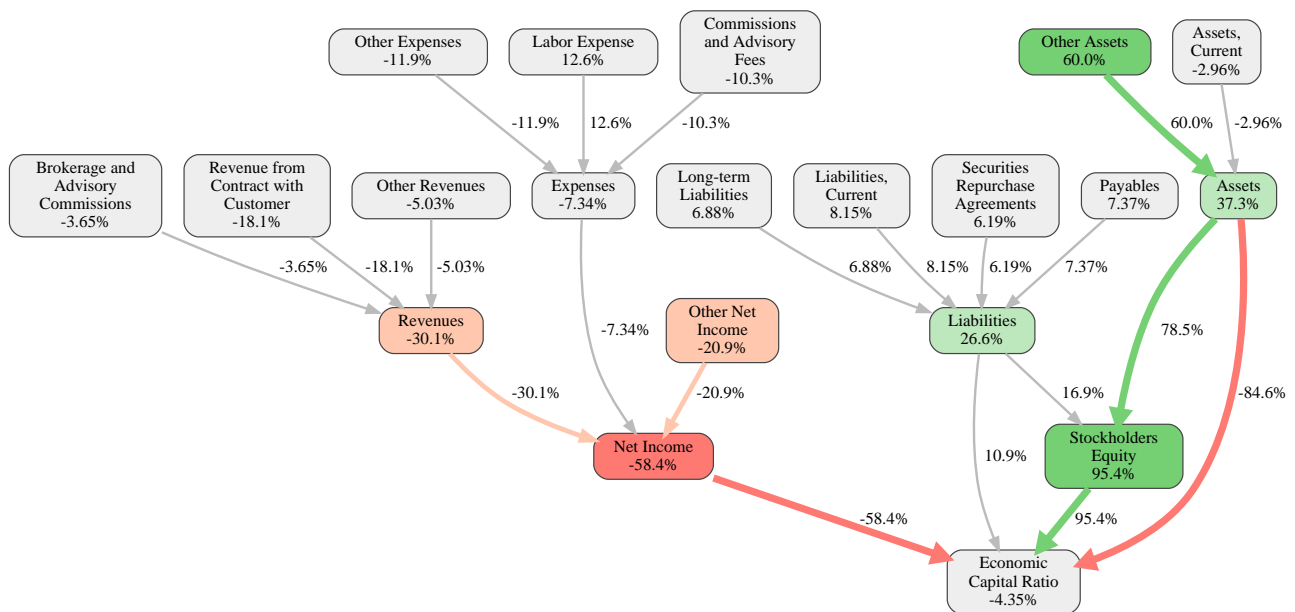 Other Expenses
-11.9%
Labor Expense
12.6%
Commissions
and Advisory
Fees
-10.3%
Other Assets
60.0%
Assets,
Current
-2.96%
-11.9%
12.6%
-10.3%
60.0%
-2.96%
Brokerage and
Advisory
Commissions
-3.65%
Revenue from
Contract with
Customer
-18.1%
Other Revenues
-5.03%
Expenses
-7.34%
Long-term
Liabilities
6.88%
Liabilities,
Current
8.15%
Securities
Repurchase
Agreements
6.19%
Payables
7.37%
Assets
37.3%
-3.65%
-18.1%
-5.03%
6.88%
8.15%
6.19%
7.37%
Revenues
-30.1%
-7.34%
Other Net
Income
-20.9%
Liabilities
26.6%
78.5%
-30.1%
-20.9%
16.9%
-84.6%
Net Income
-58.4%
10.9%
Stockholders
Equity
95.4%
-58.4%
95.4%
Economic
Capital Ratio
-4.35%